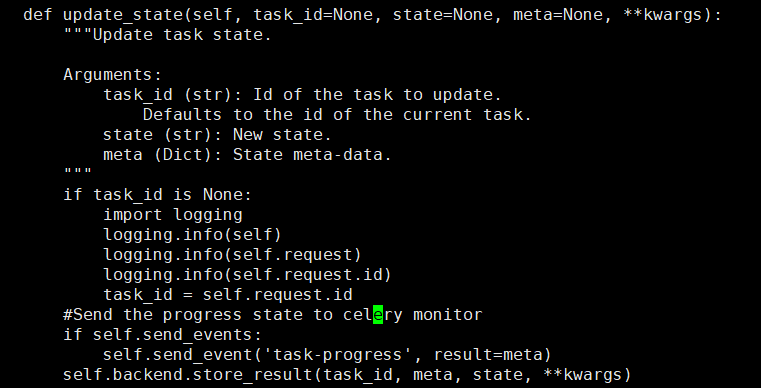 def update_state(self, task_id=None, state=None, meta=None, **kwargs):
    """Update task state.

    Arguments:
        task_id (str): Id of the task to update.
            Defaults to the id of the current task.
        state (str): New state.
        meta (Dict): State meta-data.
    """
    if task_id is None:
        import logging
        logging.info(self)
        logging.info(self.request)
        logging.info(self.request.id)
        task_id = self.request.id
    #Send the progress state to celery monitor
    if self.send_events:
        self.send_event('task-progress', result=meta)
    self.backend.store_result(task_id, meta, state, **kwargs)